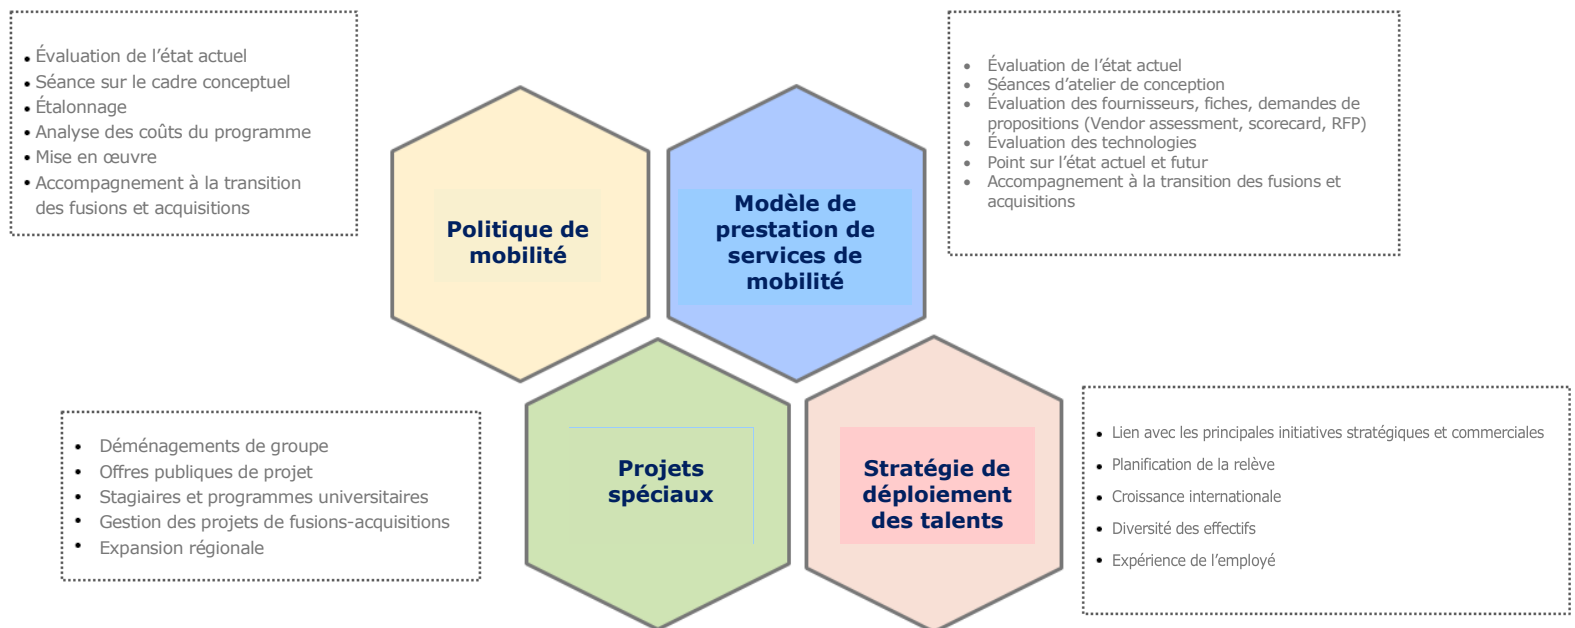 • Évaluation de l’état actuel
• Séance sur le cadre conceptuel
• Étalonnage
• Analyse des coûts du programme
• Mise en œuvre
• Accompagnement à la transition
des fusions et acquisitions
Politique de
mobilité
Modèle de
prestation de
services de
mobilité
• Évaluation de l’état actuel
• Séances d’atelier de conception
• Évaluation des fournisseurs, fiches, demandes de
propositions (Vendor assessment, scorecard, RFP)
• Évaluation des technologies
• Point sur l’état actuel et futur
• Accompagnement à la transition des fusions et
acquisitions
• Déménagements de groupe
• Offres publiques de projet
• Stagiaires et programmes universitaires
• Gestion des projets de fusions-acquisitions
• Expansion régionale
Projets
spéciaux
Stratégie de
déploiement
des talents
• Lien avec les principales initiatives stratégiques et commerciales
• Planification de la relève
• Croissance internationale
• Diversité des effectifs
• Expérience de l’employé